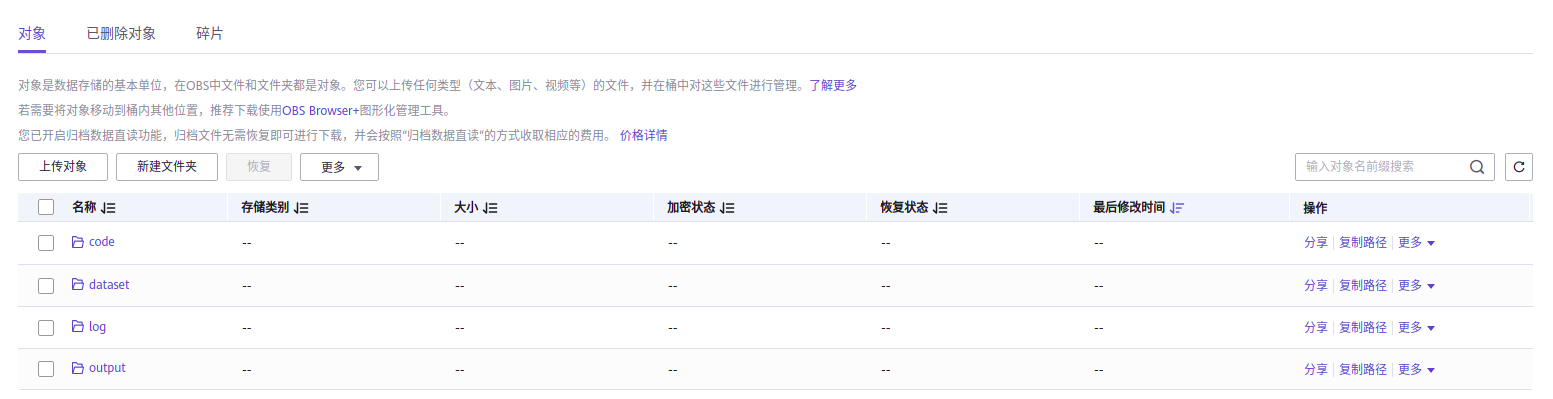 对象 已删除对象 碎片
对象是数据存储的基本单位，在OBS中文件和文件夹都是对象。您可以上传任何类型（文本、图片、视频等）的文件，并在桶中对这些文件进行管理。了解更多
若需要将对象移动到桶内其他位置，推荐下载使用OBS Browser+图形化管理工具。
您已开启归档数据直读功能，归档文件无需恢复即可进行下载，并会按照“归档数据直读”的方式收取相应的费用。 价格详情
上传对象 新建文件夹 恢复 更多 输入对象名前缀搜索
名称 存储类别 大小 加密状态 恢复状态 最后修改时间 操作
code -- -- -- -- -- 分享 复制路径 更多
dataset -- -- -- -- -- 分享 复制路径 更多
log -- -- -- -- -- 分享 复制路径 更多
output -- -- -- -- -- 分享 复制路径 更多